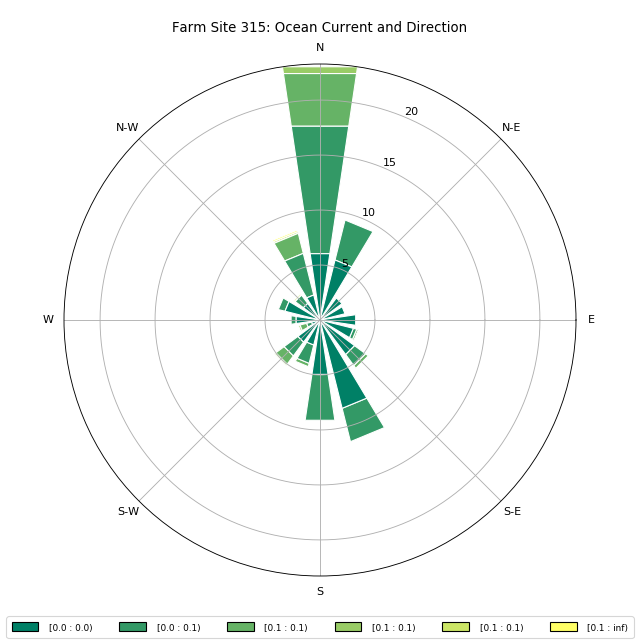 Farm Site 315: Ocean Current and Direction
N
N-W
N-E
20
15
10
5
W
E
S-W
S-E
S
[0.0 : 0.0)
[0.0 : 0.1)
[0.1 : 0.1)
[0.1 : 0.1)
[0.1 : 0.1)
[0.1 : inf)